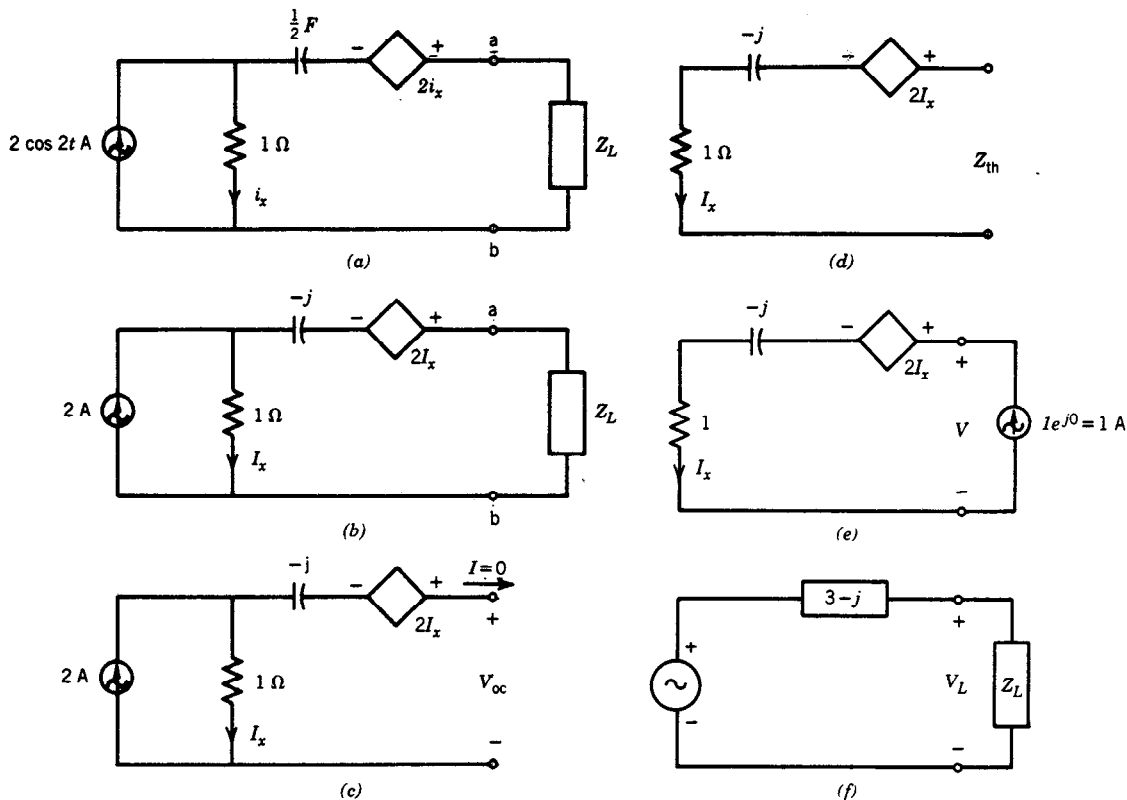 ½ F
− +
2i_x
a
2 cos 2t A
1 Ω
i_x
Z_L
b
(a)
−j
− +
2I_x
1 Ω
I_x
Z_th
(d)
−j
− +
2I_x
a
2 A
1 Ω
I_x
Z_L
b
(b)
−j
− +
2I_x
+
1
I_x
V
1e^{j0} = 1 A
−
(e)
−j
− +
2I_x
I = 0
+
2 A
1 Ω
I_x
V_oc
−
(c)
3−j
+
+
V_L
Z_L
−
−
(f)